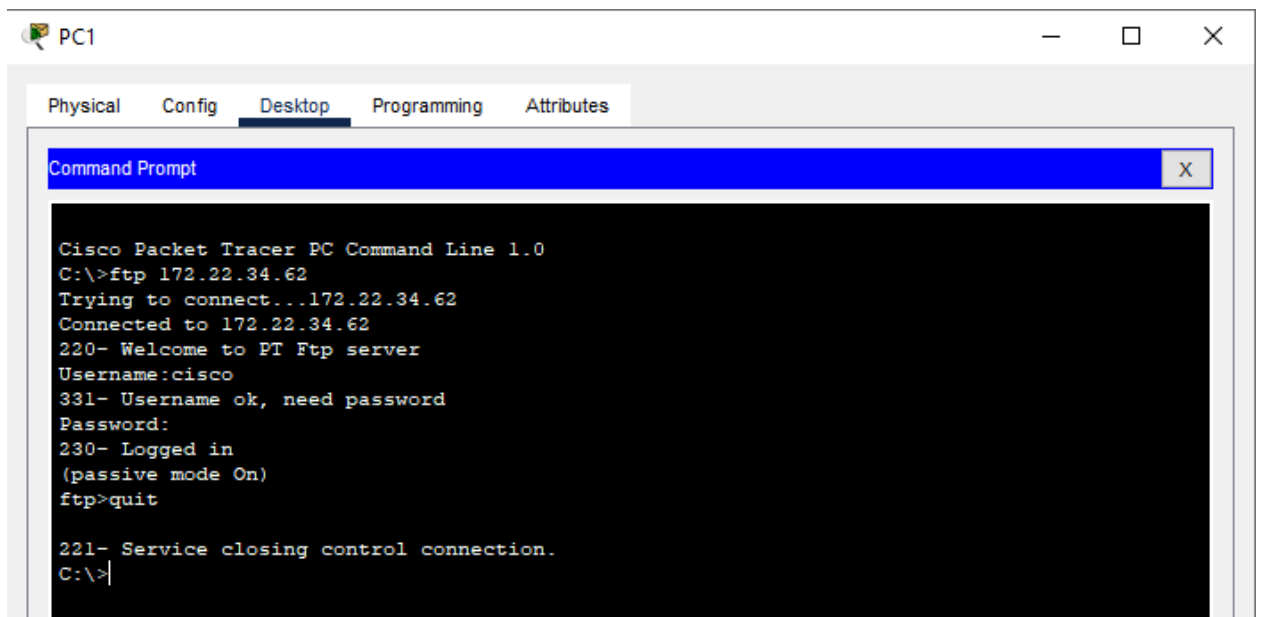 PC1
Physical Config Desktop Programming Attributes
Command Prompt X
Cisco Packet Tracer PC Command Line 1.0
C:\>ftp 172.22.34.62
Trying to connect...172.22.34.62
Connected to 172.22.34.62
220- Welcome to PT Ftp server
Username:cisco
331- Username ok, need password
Password:
230- Logged in
(passive mode On)
ftp>quit
221- Service closing control connection.
C:\>